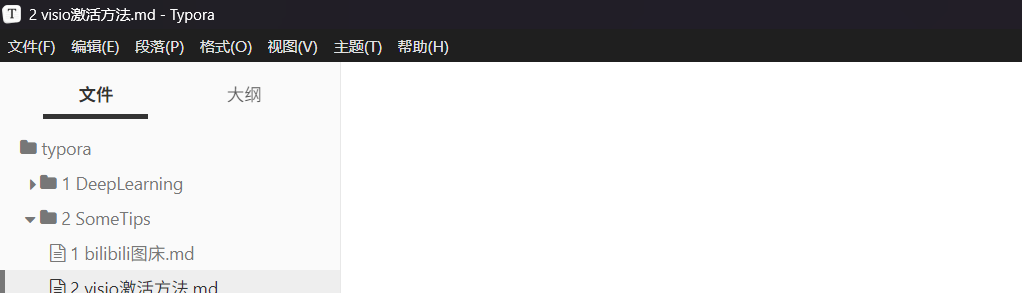 2 visio激活方法.md - Typora
文件(F) 编辑(E) 段落(P) 格式(O) 视图(V) 主题(T) 帮助(H)
文件 大纲
typora
1 DeepLearning
2 SomeTips
1 bilibili图床.md
2 visio激活方法.md